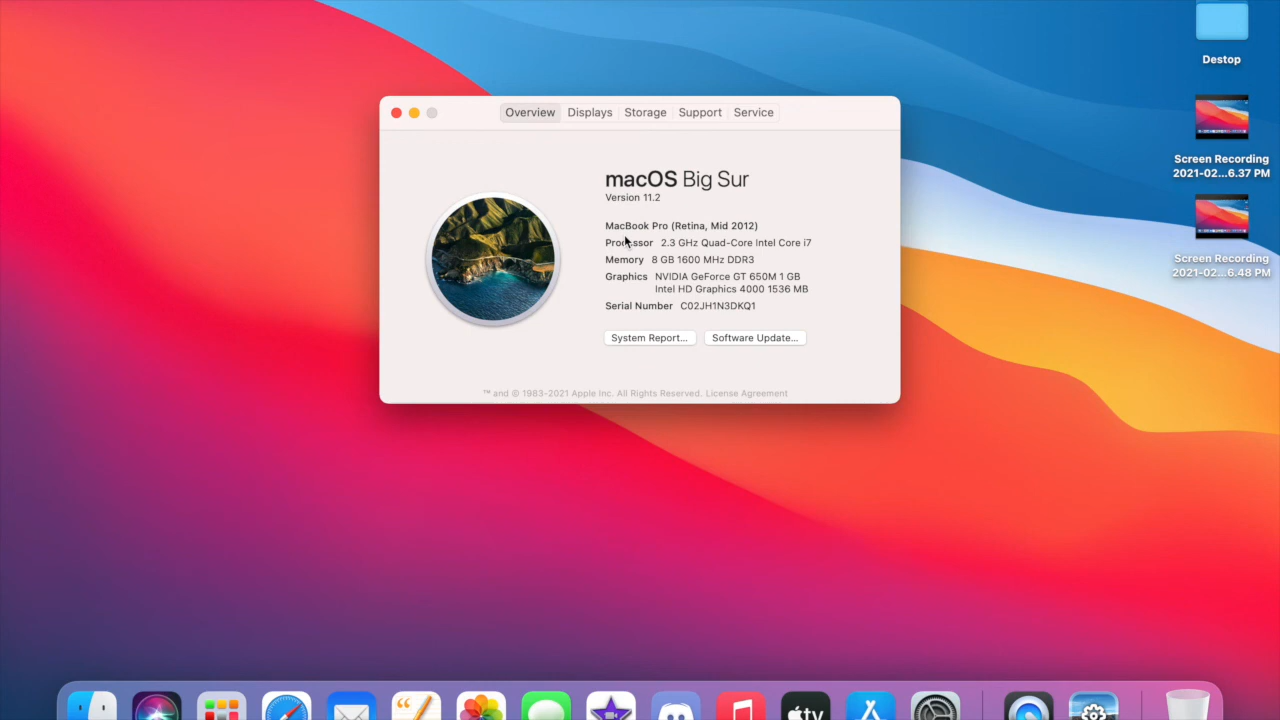 Overview Displays Storage Support Service
macOS Big Sur
Version 11.2
MacBook Pro (Retina, Mid 2012)
Processor 2.3 GHz Quad-Core Intel Core i7
Memory 8 GB 1600 MHz DDR3
Graphics NVIDIA GeForce GT 650M 1 GB
Intel HD Graphics 4000 1536 MB
Serial Number C02JH1N3DKQ1
System Report... Software Update...
™ and © 1983-2021 Apple Inc. All Rights Reserved. License Agreement
Destop
Screen Recording
2021-02...6.37 PM
Screen Recording
2021-02...6.48 PM
tv